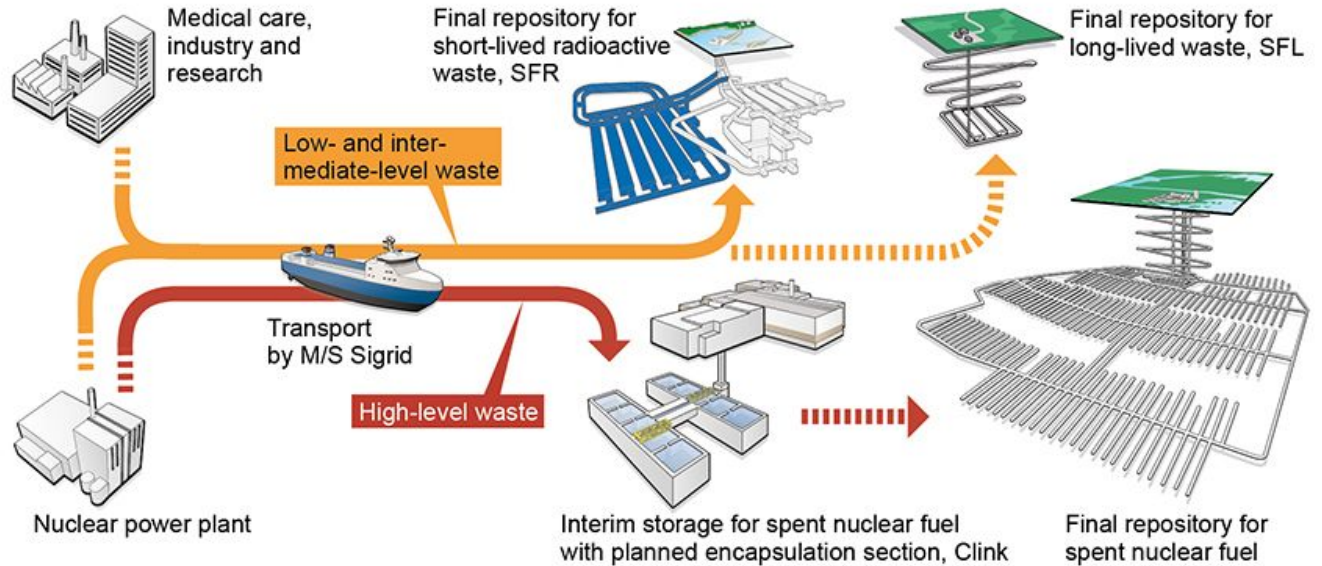 Medical care,
industry and
research
Final repository for
short-lived radioactive
waste, SFR
Final repository for
long-lived waste, SFL
Low- and inter-
mediate-level waste
Transport
by M/S Sigrid
High-level waste
Nuclear power plant
Interim storage for spent nuclear fuel
with planned encapsulation section, Clink
Final repository for
spent nuclear fuel